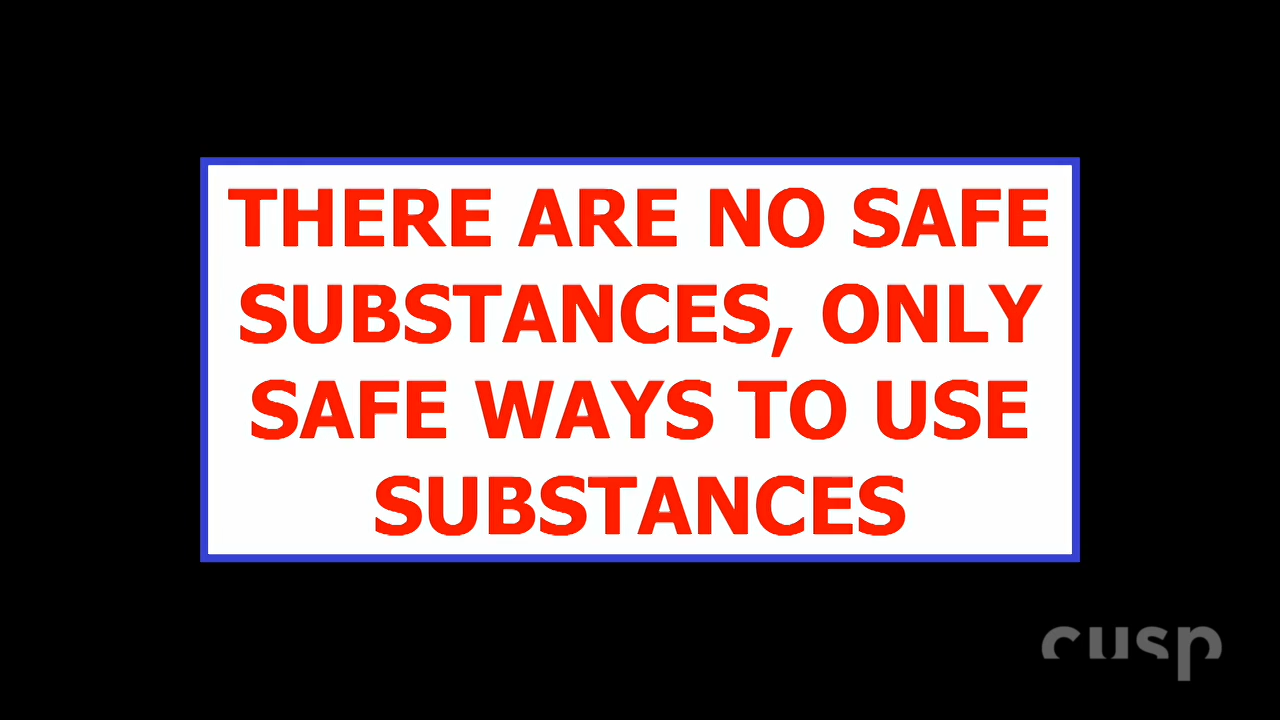 THERE ARE NO SAFE
SUBSTANCES, ONLY
SAFE WAYS TO USE
SUBSTANCES
cusp